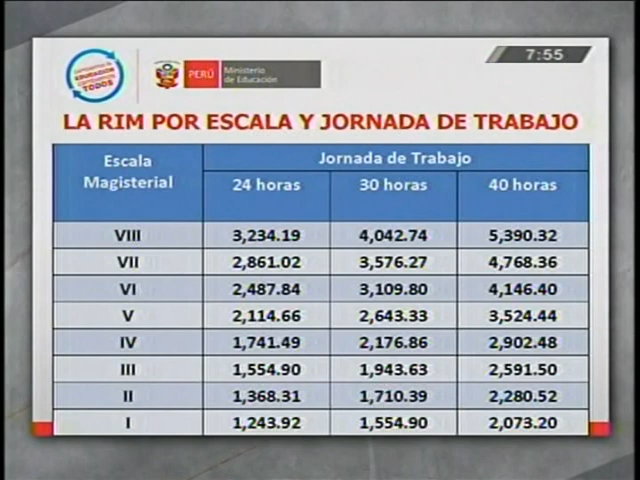 7:55
CAMBIEMOS LA
EDUCACIÓN
CAMBIEMOS
TODOS
PERÚ
Ministerio
de Educación
LA RIM POR ESCALA Y JORNADA DE TRABAJO
Escala
Magisterial
Jornada de Trabajo
24 horas 30 horas 40 horas
VIII 3,234.19 4,042.74 5,390.32
VII 2,861.02 3,576.27 4,768.36
VI 2,487.84 3,109.80 4,146.40
V 2,114.66 2,643.33 3,524.44
IV 1,741.49 2,176.86 2,902.48
III 1,554.90 1,943.63 2,591.50
II 1,368.31 1,710.39 2,280.52
I 1,243.92 1,554.90 2,073.20